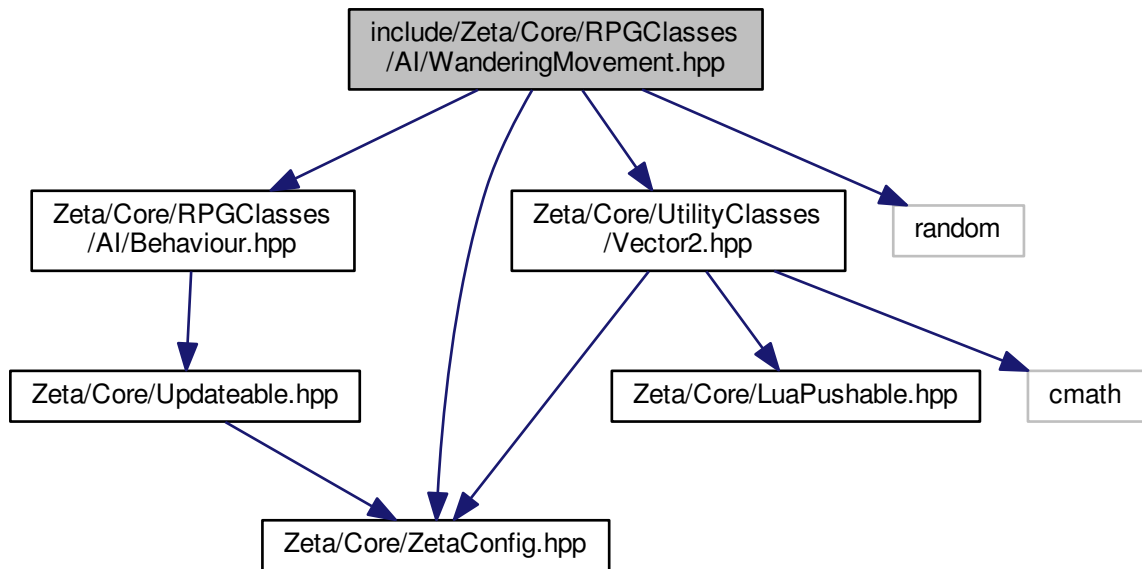 include/Zeta/Core/RPGClasses
/AI/WanderingMovement.hpp
Zeta/Core/RPGClasses
/AI/Behaviour.hpp
Zeta/Core/UtilityClasses
/Vector2.hpp
random
Zeta/Core/Updateable.hpp
Zeta/Core/LuaPushable.hpp
cmath
Zeta/Core/ZetaConfig.hpp